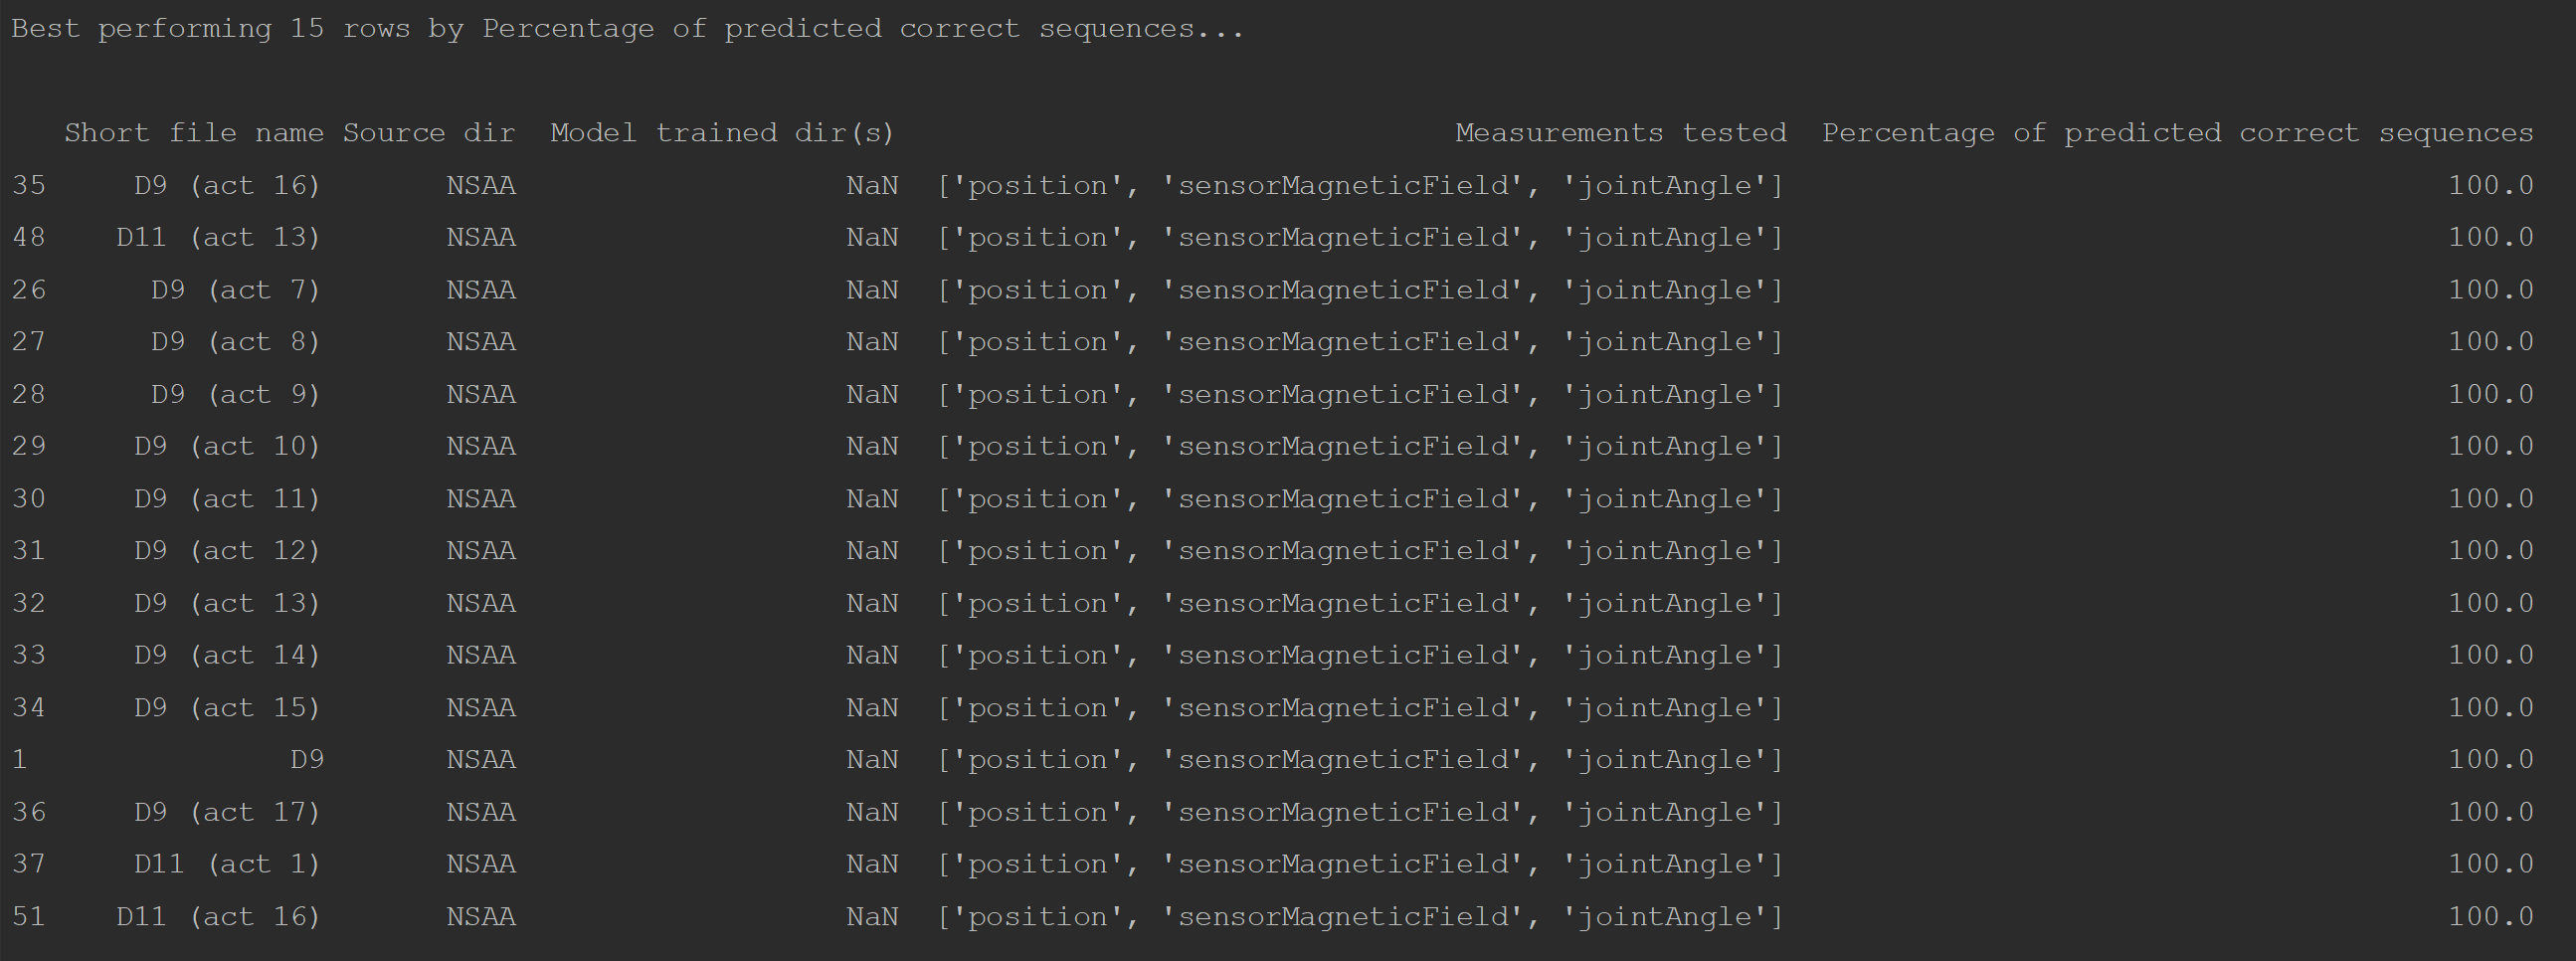 Best performing 15 rows by Percentage of predicted correct sequences...
Short file name Source dir Model trained dir(s) Measurements tested Percentage of predicted correct sequences
35 D9 (act 16) NSAA NaN ['position', 'sensorMagneticField', 'jointAngle'] 100.0
48 D11 (act 13) NSAA NaN ['position', 'sensorMagneticField', 'jointAngle'] 100.0
26 D9 (act 7) NSAA NaN ['position', 'sensorMagneticField', 'jointAngle'] 100.0
27 D9 (act 8) NSAA NaN ['position', 'sensorMagneticField', 'jointAngle'] 100.0
28 D9 (act 9) NSAA NaN ['position', 'sensorMagneticField', 'jointAngle'] 100.0
29 D9 (act 10) NSAA NaN ['position', 'sensorMagneticField', 'jointAngle'] 100.0
30 D9 (act 11) NSAA NaN ['position', 'sensorMagneticField', 'jointAngle'] 100.0
31 D9 (act 12) NSAA NaN ['position', 'sensorMagneticField', 'jointAngle'] 100.0
32 D9 (act 13) NSAA NaN ['position', 'sensorMagneticField', 'jointAngle'] 100.0
33 D9 (act 14) NSAA NaN ['position', 'sensorMagneticField', 'jointAngle'] 100.0
34 D9 (act 15) NSAA NaN ['position', 'sensorMagneticField', 'jointAngle'] 100.0
1 D9 NSAA NaN ['position', 'sensorMagneticField', 'jointAngle'] 100.0
36 D9 (act 17) NSAA NaN ['position', 'sensorMagneticField', 'jointAngle'] 100.0
37 D11 (act 1) NSAA NaN ['position', 'sensorMagneticField', 'jointAngle'] 100.0
51 D11 (act 16) NSAA NaN ['position', 'sensorMagneticField', 'jointAngle'] 100.0